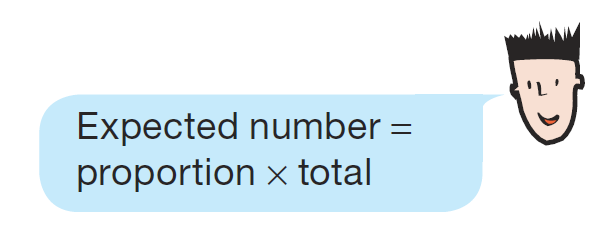 Expected number =
proportion × total